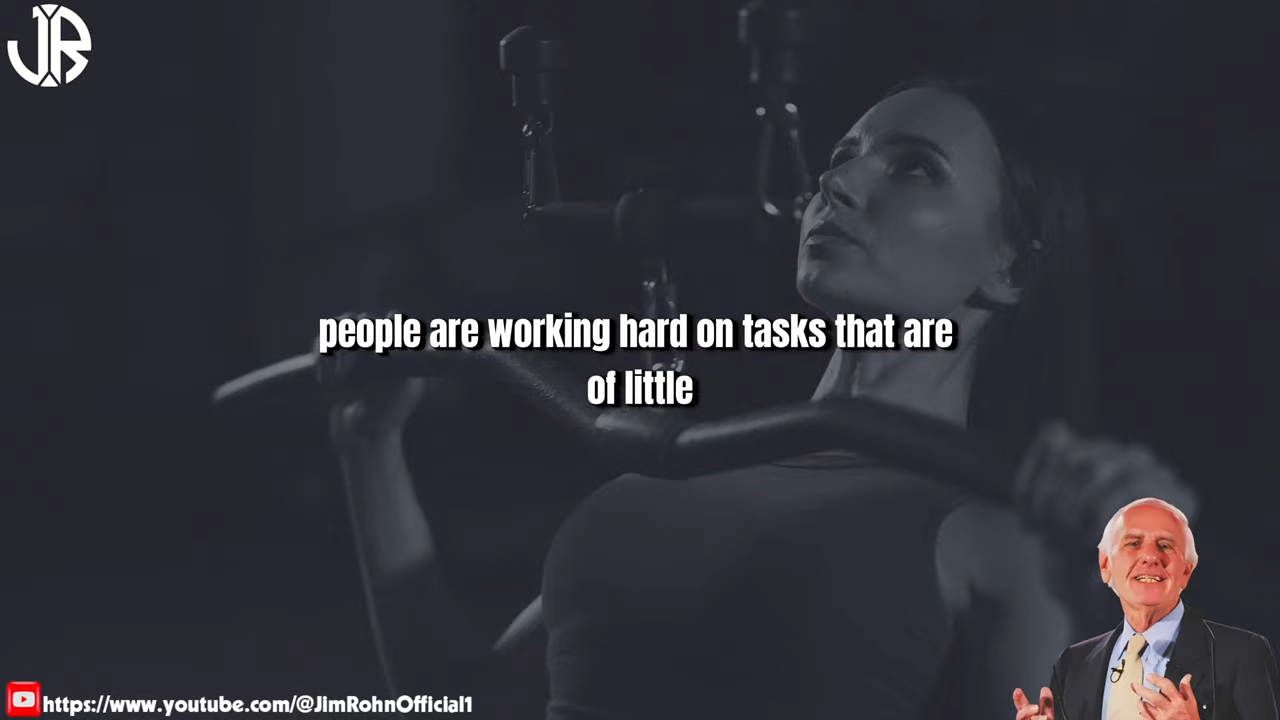 JR
people are working hard on tasks that are
of little
https://www.youtube.com/@JimRohnOfficial1